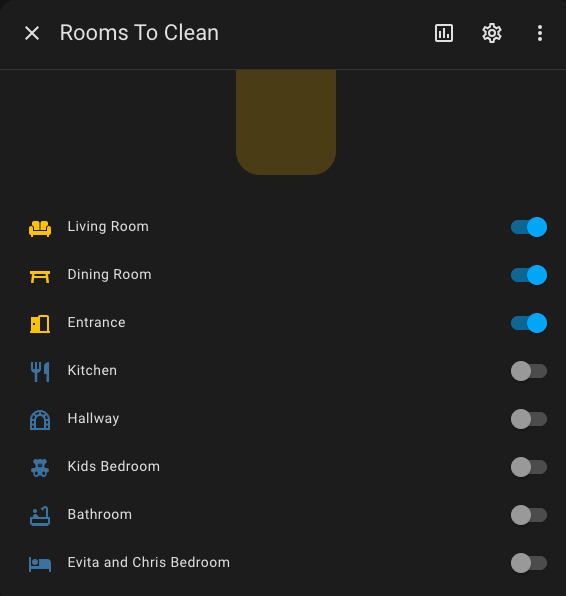 Rooms To Clean
Living Room
Dining Room
Entrance
Kitchen
Hallway
Kids Bedroom
Bathroom
Evita and Chris Bedroom